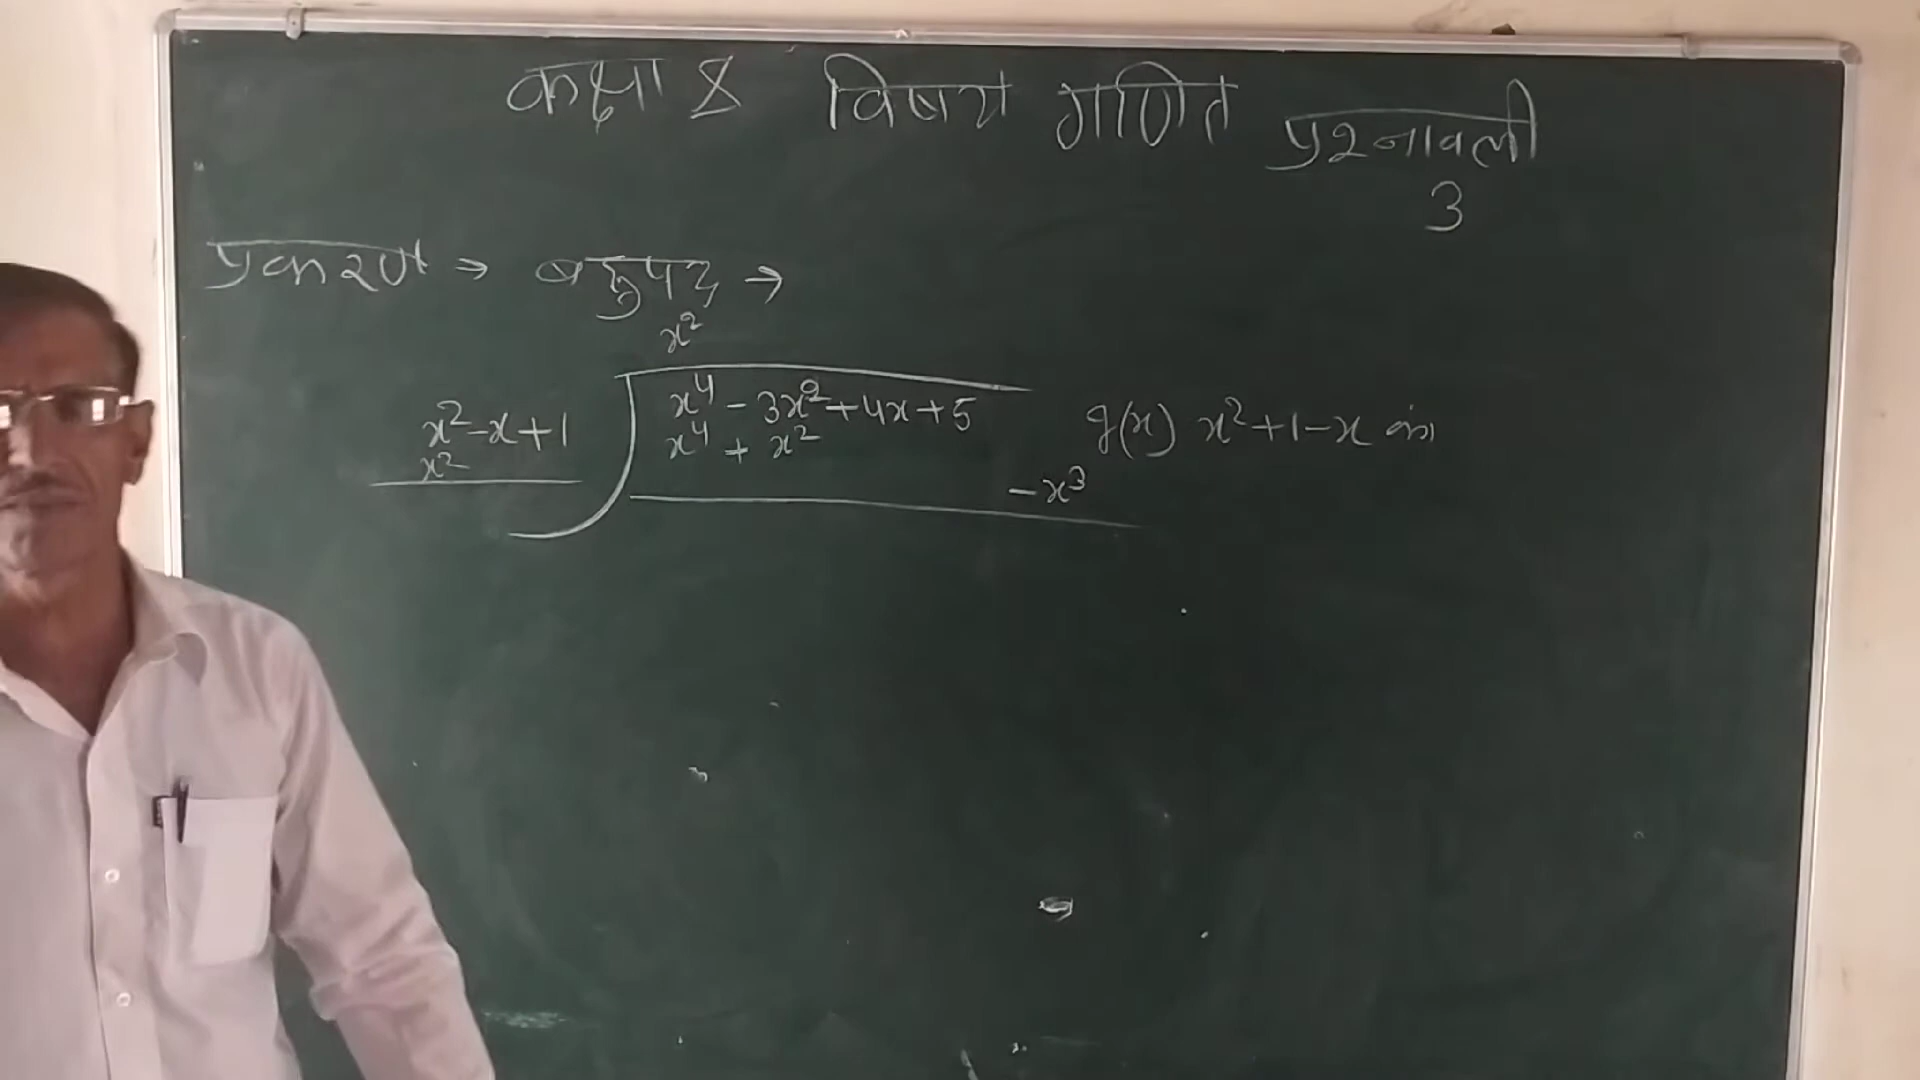 कक्षा X विषय गणित प्रश्नावली
3
प्रकरण → बहुपद →
x²
x²-x+1
x⁴-3x²+4x+5
g(x) x²+1-x का
x²
x⁴+x²
-x³